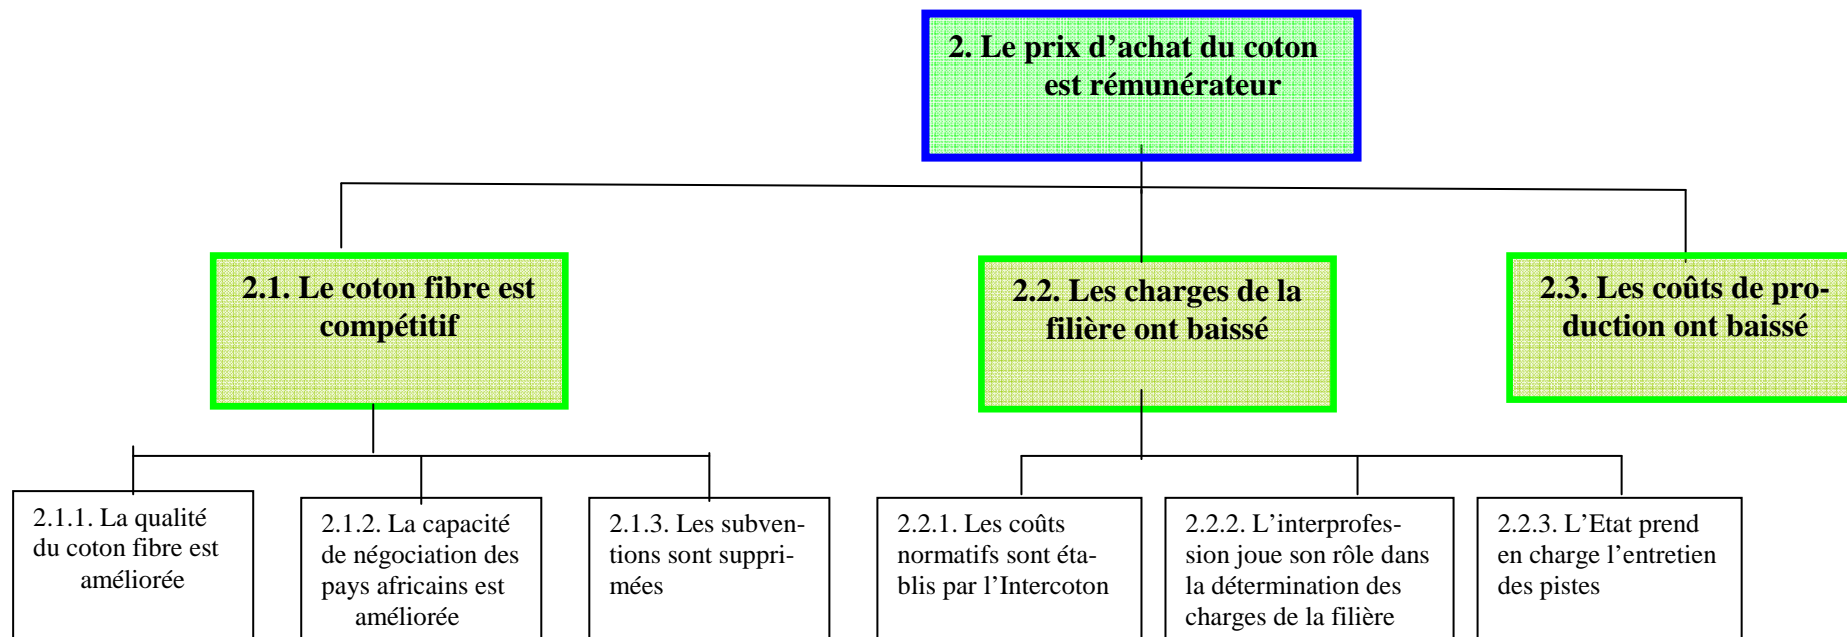 2. Le prix d’achat du coton
est rémunérateur
2.1. Le coton fibre est
compétitif
2.2. Les charges de la
filière ont baissé
2.3. Les coûts de pro-
duction ont baissé
2.1.1. La qualité
du coton fibre est
améliorée
2.1.2. La capacité
de négociation des
pays africains est
améliorée
2.1.3. Les subven-
tions sont suppri-
mées
2.2.1. Les coûts
normatifs sont éta-
blis par l’Intercoton
2.2.2. L’interprofes-
sion joue son rôle dans
la détermination des
charges de la filière
2.2.3. L’Etat prend
en charge l’entretien
des pistes